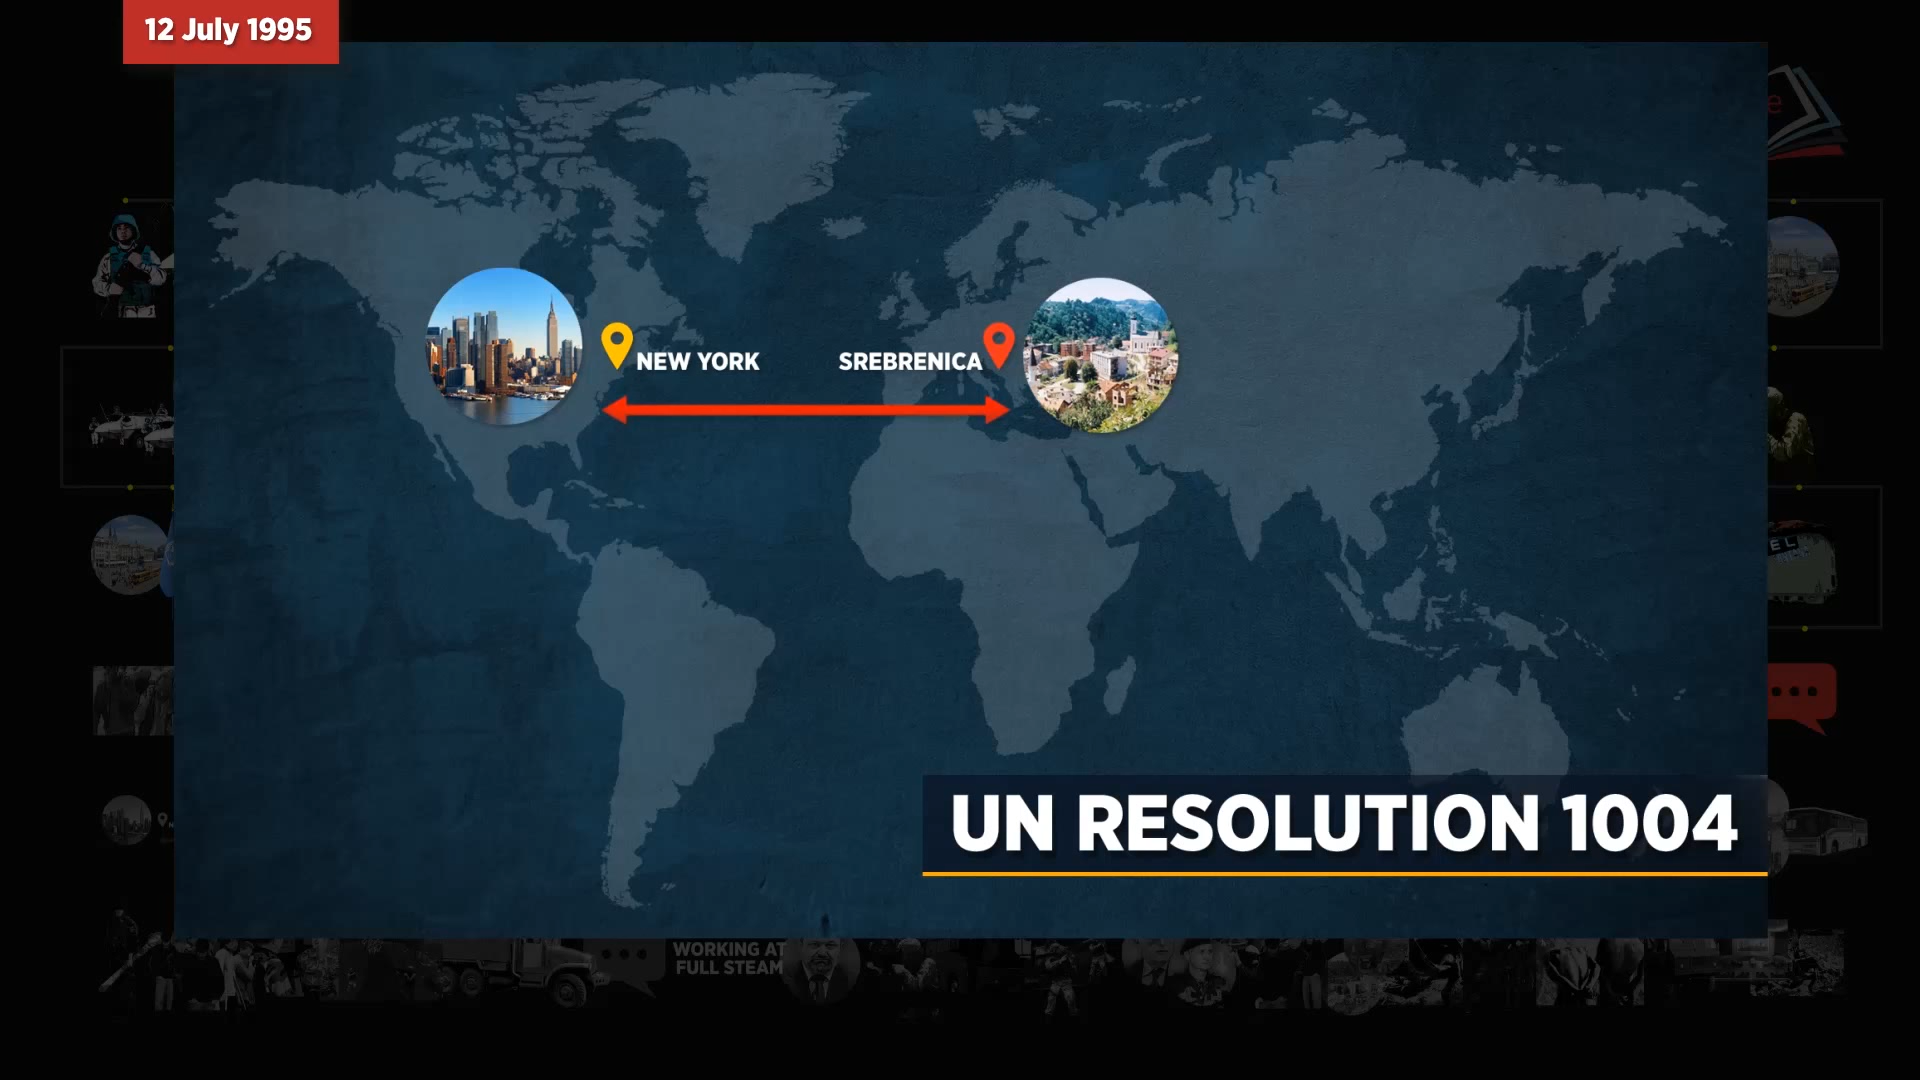 12 July 1995
NEW YORK
SREBRENICA
UN RESOLUTION 1004
WORKING AT
FULL STEAM